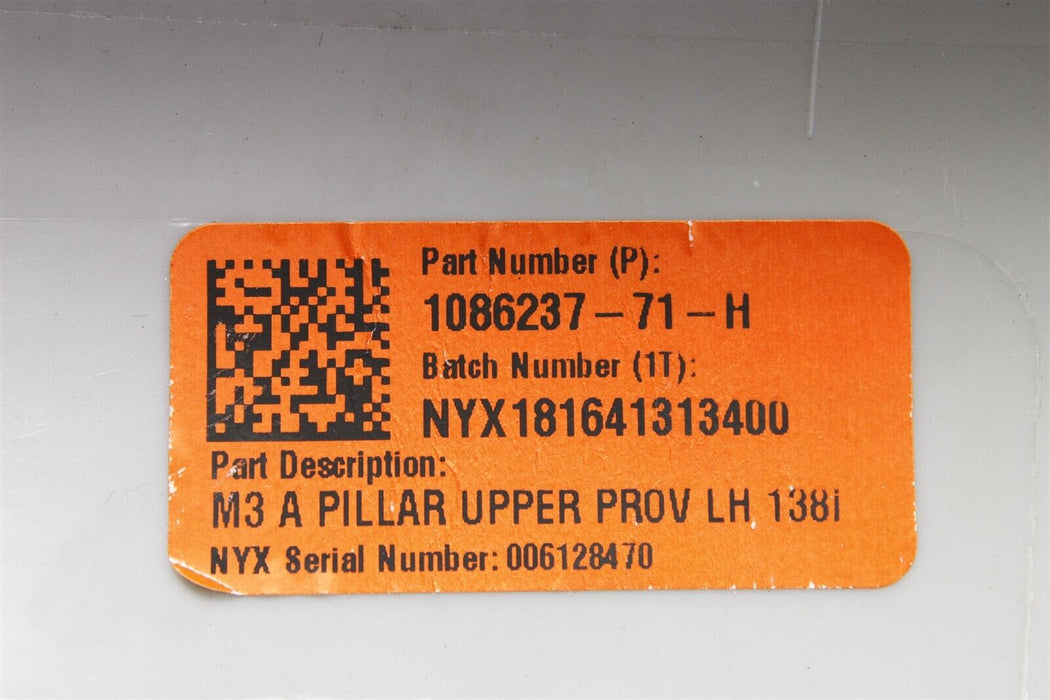 Part Number (P):
1086237-71-H
Batch Number (1T):
NYX181641313400
Part Description:
M3 A PILLAR UPPER PROV LH 138i
NYX Serial Number: 006128470